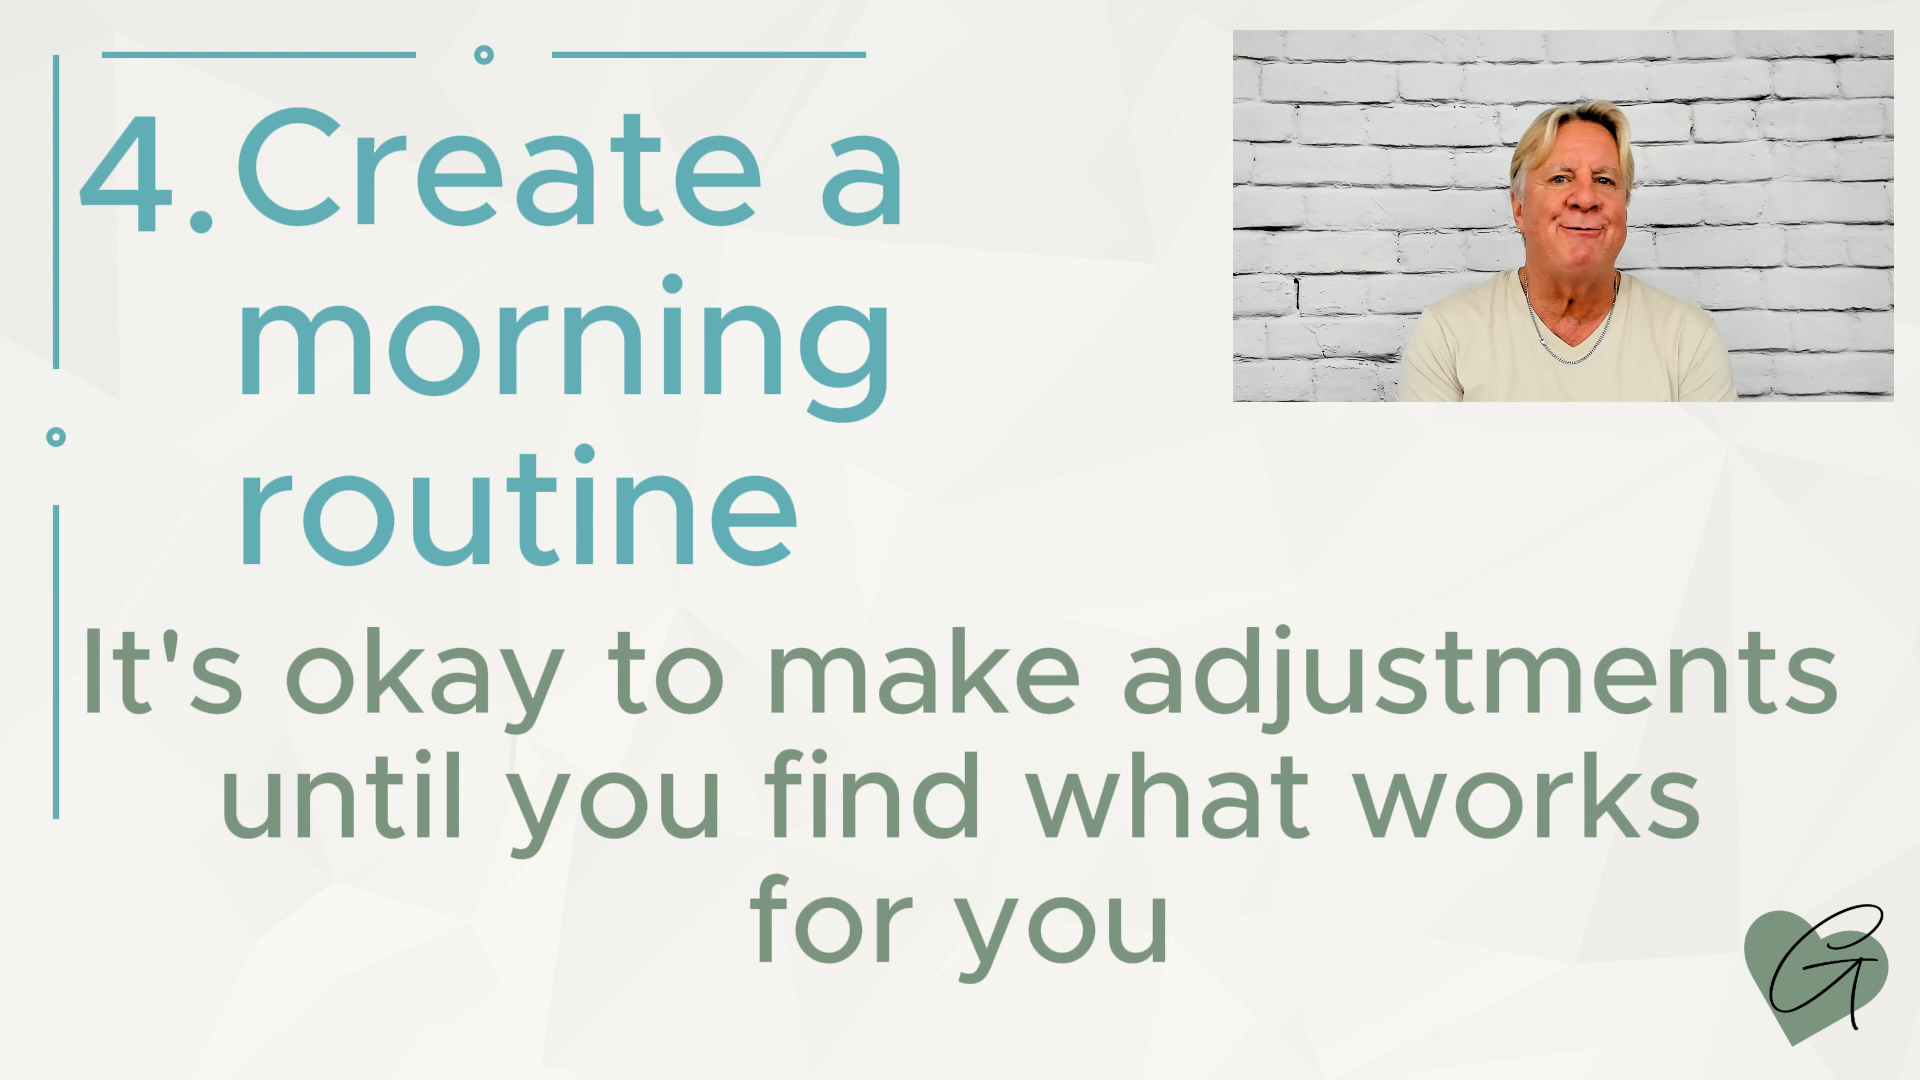 4. Create a
morning
routine
It's okay to make adjustments
until you find what works
for you
G